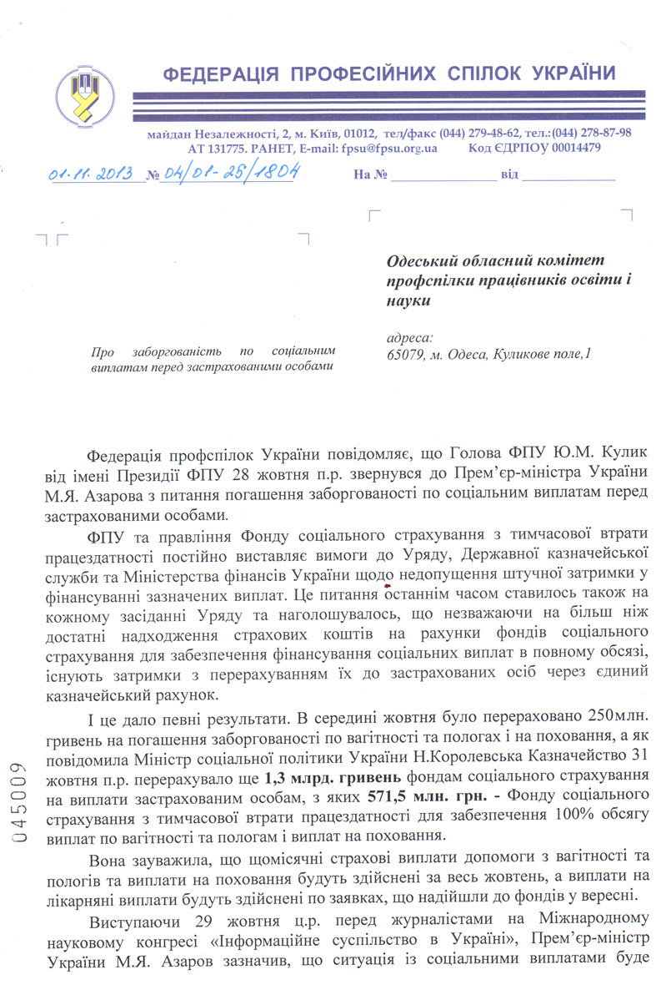 ФЕДЕРАЦІЯ ПРОФЕСІЙНИХ СПІЛОК УКРАЇНИ
майдан Незалежності, 2, м. Київ, 01012, тел/факс (044) 279-48-62, тел.:(044) 278-87-98
АТ 131775. РАНЕТ, E-mail: fpsu@fpsu.org.ua Код ЄДРПОУ 00014479
01.11.2013 № 04/01-25/1804 На № ________________ від ______________
Одеський обласний комітет
профспілки працівників освіти і
науки
адреса:
65079, м. Одеса, Куликове поле,1
Про заборгованість по соціальним
виплатам перед застрахованими особами
Федерація профспілок України повідомляє, що Голова ФПУ Ю.М. Кулик
від імені Президії ФПУ 28 жовтня п.р. звернувся до Прем’єр-міністра України
М.Я. Азарова з питання погашення заборгованості по соціальним виплатам перед
застрахованими особами.
ФПУ та правління Фонду соціального страхування з тимчасової втрати
працездатності постійно виставляє вимоги до Уряду, Державної казначейської
служби та Міністерства фінансів України щодо недопущення штучної затримки у
фінансуванні зазначених виплат. Це питання останнім часом ставилось також на
кожному засіданні Уряду та наголошувалось, що незважаючи на більш ніж
достатні надходження страхових коштів на рахунки фондів соціального
страхування для забезпечення фінансування соціальних виплат в повному обсязі,
існують затримки з перерахуванням їх до застрахованих осіб через єдиний
казначейський рахунок.
І це дало певні результати. В середині жовтня було перераховано 250млн.
гривень на погашення заборгованості по вагітності та пологах і на поховання, а як
повідомила Міністр соціальної політики України Н.Королевська Казначейство 31
жовтня п.р. перерахувало ще 1,3 млрд. гривень фондам соціального страхування
на виплати застрахованим особам, з яких 571,5 млн. грн. - Фонду соціального
страхування з тимчасової втрати працездатності для забезпечення 100% обсягу
виплат по вагітності та пологам і виплат на поховання.
Вона зауважила, що щомісячні страхові виплати допомоги з вагітності та
пологів та виплати на поховання будуть здійснені за весь жовтень, а виплати на
лікарняні виплати будуть здійснені по заявках, що надійшли до фондів у вересні.
Виступаючи 29 жовтня ц.р. перед журналістами на Міжнародному
науковому конгресі «Інформаційне суспільство в Україні», Прем’єр-міністр
України М.Я. Азаров зазначив, що ситуація із соціальними виплатами буде
045009